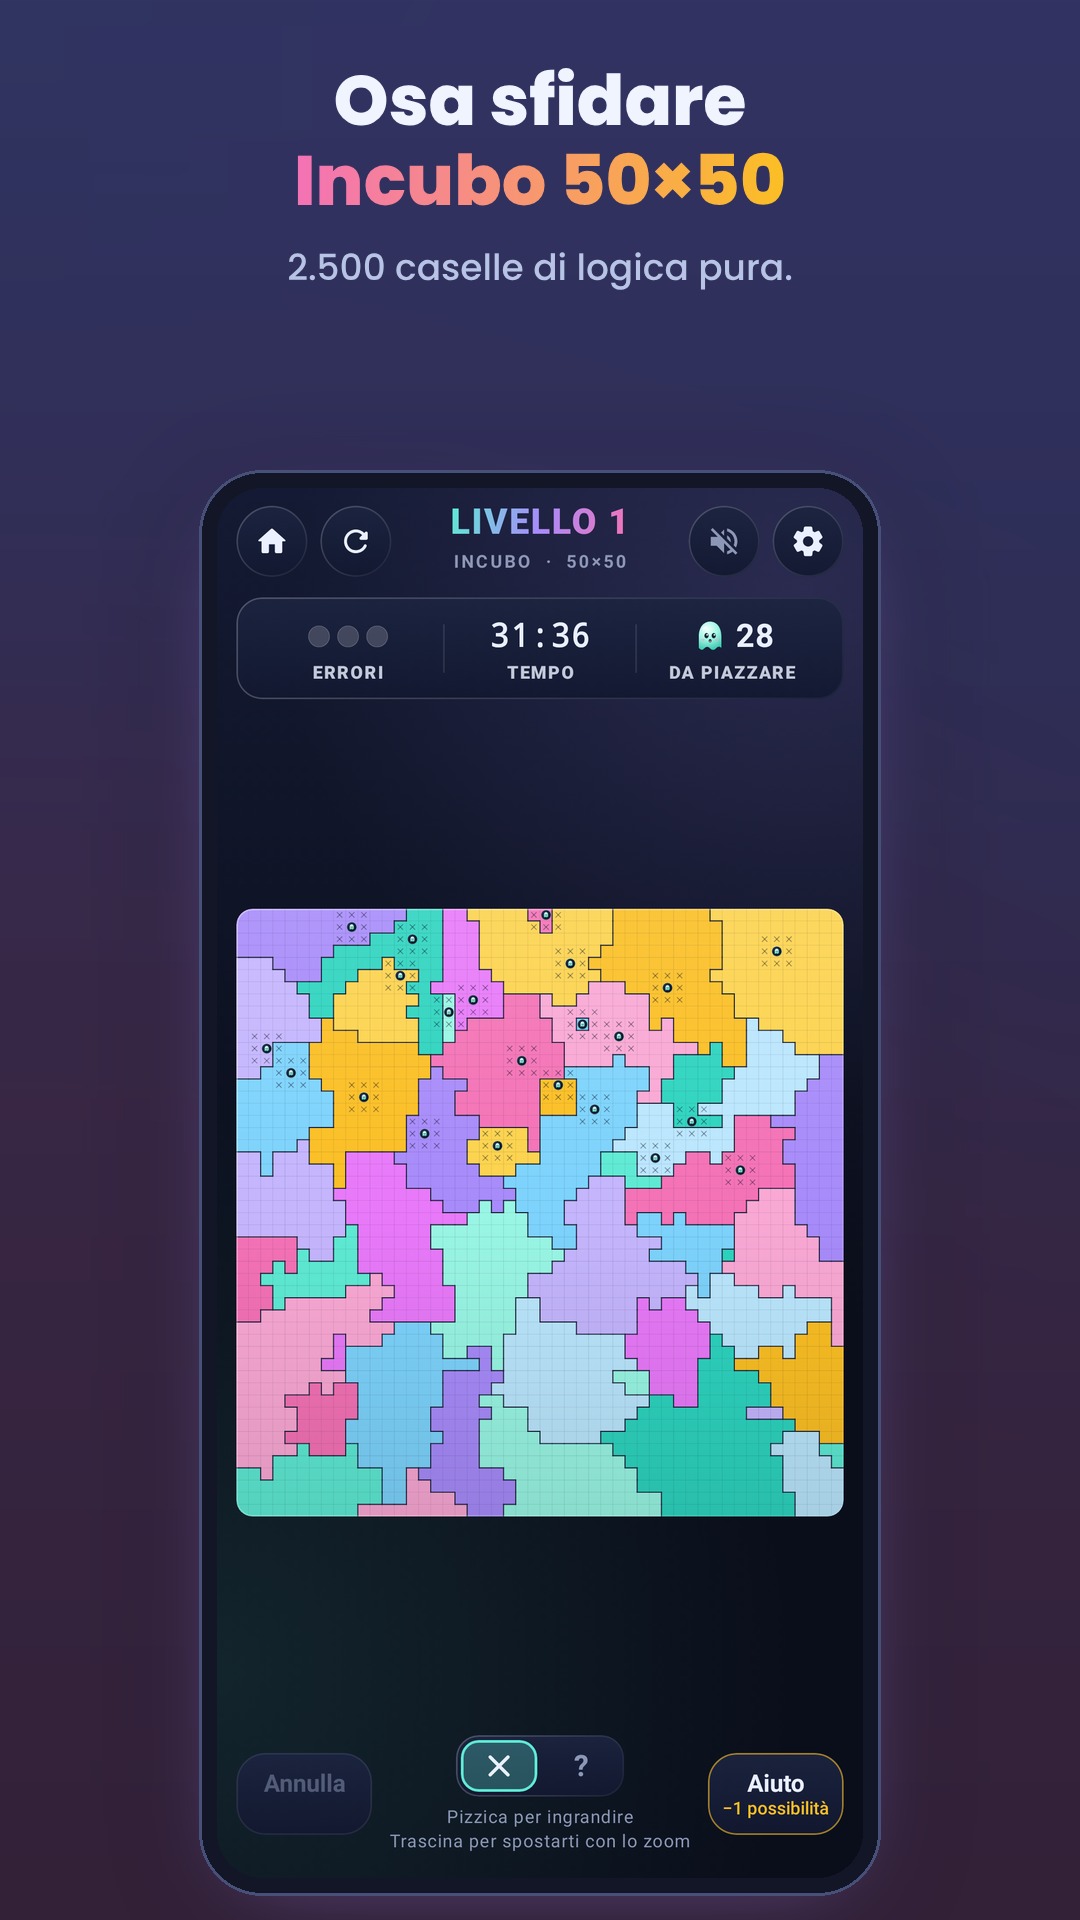 Osa sfidare
Incubo 50×50
2.500 caselle di logica pura.
LIVELLO 1
INCUBO · 50×50
31:36
28
ERRORI
TEMPO
DA PIAZZARE
Annulla
?
Aiuto
−1 possibilità
Pizzica per ingrandire
Trascina per spostarti con lo zoom